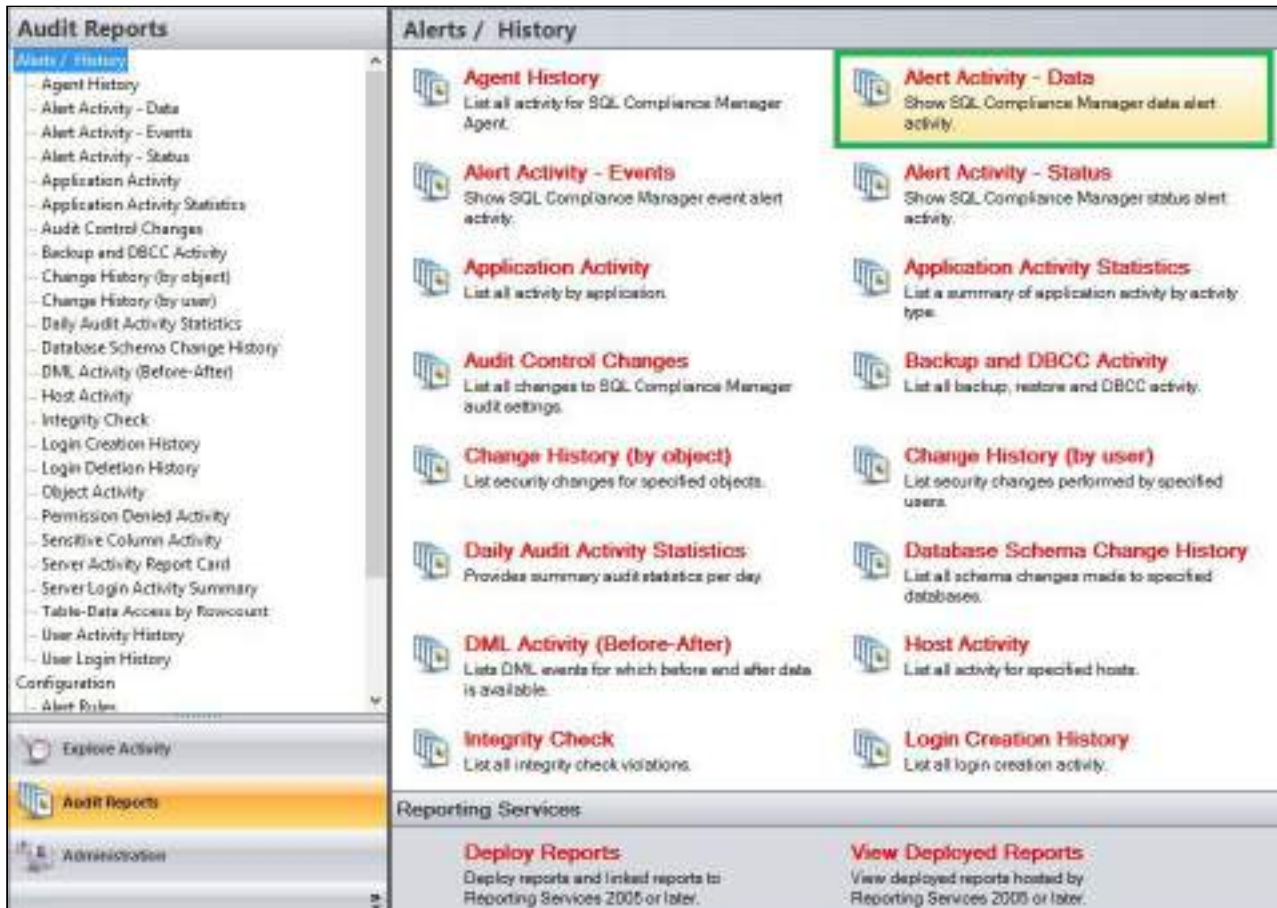 Audit Reports
Alerts / History
Agent History
Alert Activity - Data
Alert Activity - Events
Alert Activity - Status
Application Activity
Application Activity Statistics
Audit Control Changes
Backup and DBCC Activity
Change History (by object)
Change History (by user)
Daily Audit Activity Statistics
Database Schema Change History
DML Activity (Before-After)
Host Activity
Integrity Check
Login Creation History
Login Deletion History
Object Activity
Permission Denied Activity
Sensitive Column Activity
Server Activity Report Card
Server Login Activity Summary
Table-Data Access by Rowcount
User Activity History
User Login History
Configuration
Alert Rules
Explore Activity
Audit Reports
Administration
Alerts / History
Agent History
List all activity for SQL Compliance Manager
Agent.
Alert Activity - Data
Show SQL Compliance Manager data alert
activity.
Alert Activity - Events
Show SQL Compliance Manager event alert
activity.
Alert Activity - Status
Show SQL Compliance Manager status alert
activity.
Application Activity
List all activity by application.
Application Activity Statistics
List a summary of application activity by activity
type.
Audit Control Changes
List all changes to SQL Compliance Manager
audit settings.
Backup and DBCC Activity
List all backup, restore and DBCC activity.
Change History (by object)
List security changes for specified objects.
Change History (by user)
List security changes performed by specified
users.
Daily Audit Activity Statistics
Provides summary audit statistics per day.
Database Schema Change History
List all schema changes made to specified
databases.
DML Activity (Before-After)
Lists DML events for which before and after data
is available.
Host Activity
List all activity for specified hosts.
Integrity Check
List all integrity check violations.
Login Creation History
List all login creation activity.
Reporting Services
Deploy Reports
Deploy reports and linked reports to
Reporting Services 2005 or later.
View Deployed Reports
View deployed reports hosted by
Reporting Services 2005 or later.